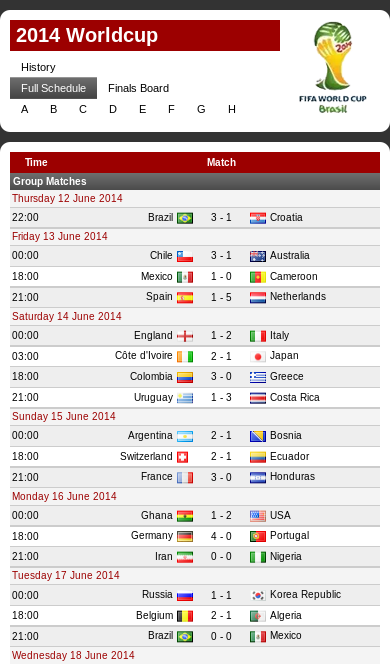 2014 Worldcup
FIFA WORLD CUP
Brasil
History
Full Schedule Finals Board
A B C D E F G H
Time Match
Group Matches
Thursday 12 June 2014
22:00 Brazil 3 - 1 Croatia
Friday 13 June 2014
00:00 Chile 3 - 1 Australia
18:00 Mexico 1 - 0 Cameroon
21:00 Spain 1 - 5 Netherlands
Saturday 14 June 2014
00:00 England 1 - 2 Italy
03:00 Côte d'Ivoire 2 - 1 Japan
18:00 Colombia 3 - 0 Greece
21:00 Uruguay 1 - 3 Costa Rica
Sunday 15 June 2014
00:00 Argentina 2 - 1 Bosnia
18:00 Switzerland 2 - 1 Ecuador
21:00 France 3 - 0 Honduras
Monday 16 June 2014
00:00 Ghana 1 - 2 USA
18:00 Germany 4 - 0 Portugal
21:00 Iran 0 - 0 Nigeria
Tuesday 17 June 2014
00:00 Russia 1 - 1 Korea Republic
18:00 Belgium 2 - 1 Algeria
21:00 Brazil 0 - 0 Mexico
Wednesday 18 June 2014